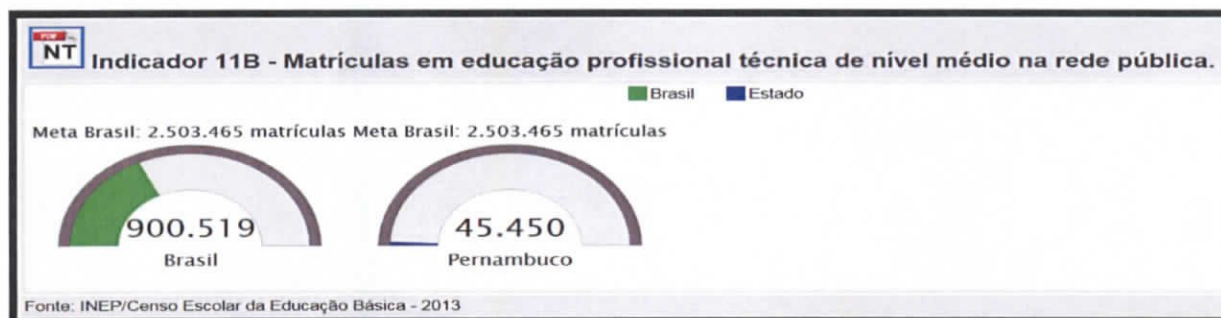 PDF
NT
Indicador 11B - Matrículas em educação profissional técnica de nível médio na rede pública.
Brasil Estado
Meta Brasil: 2.503.465 matrículas Meta Brasil: 2.503.465 matrículas
900.519 45.450
Brasil Pernambuco
Fonte: INEP/Censo Escolar da Educação Básica - 2013